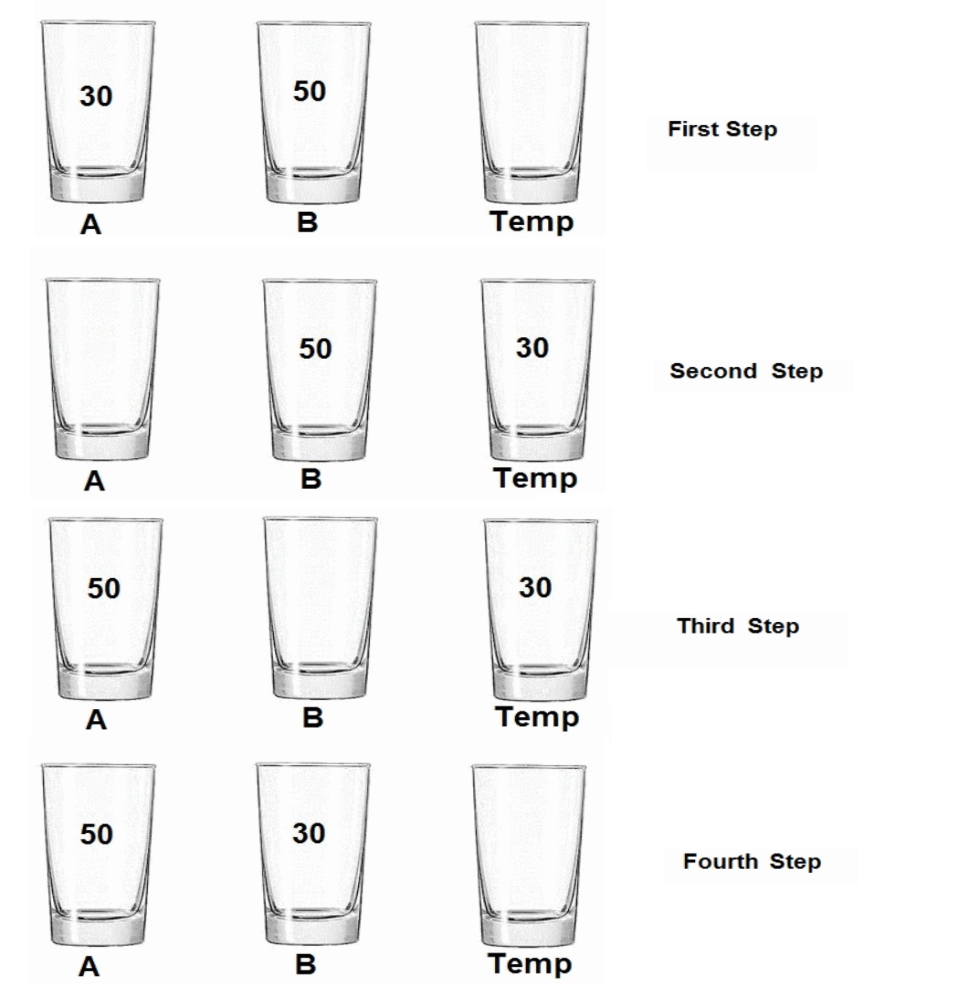 30 50
First Step
A B Temp
50 30
Second Step
A B Temp
50 30
Third Step
A B Temp
50 30
Fourth Step
A B Temp